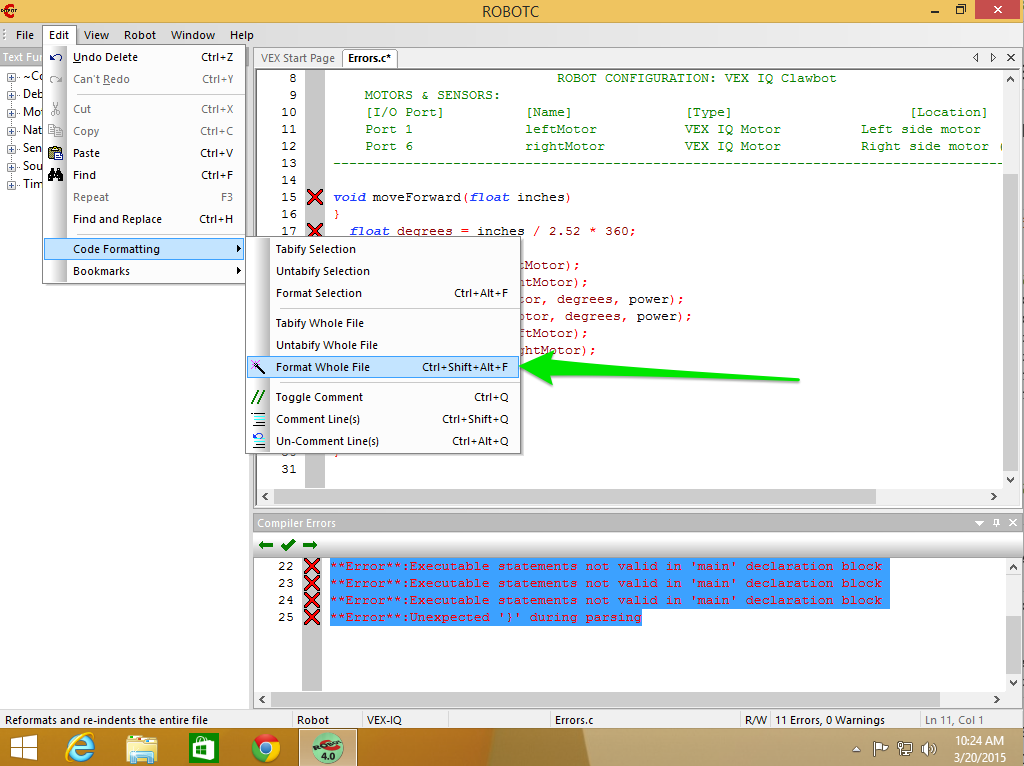 ROBOTC
File Edit View Robot Window Help
Text Fun
~Co
Deb
Mo
Nat
Sen
Sou
Tim
Undo Delete Ctrl+Z
Can't Redo Ctrl+Y
Cut Ctrl+X
Copy Ctrl+C
Paste Ctrl+V
Find Ctrl+F
Repeat F3
Find and Replace Ctrl+H
Code Formatting
Bookmarks
Tabify Selection
Untabify Selection
Format Selection Ctrl+Alt+F
Tabify Whole File
Untabify Whole File
Format Whole File Ctrl+Shift+Alt+F
Toggle Comment Ctrl+Q
Comment Line(s) Ctrl+Shift+Q
Un-Comment Line(s) Ctrl+Alt+Q
VEX Start Page Errors.c*
8 ROBOT CONFIGURATION: VEX IQ Clawbot
9 MOTORS & SENSORS:
10 [I/O Port] [Name] [Type] [Location]
11 Port 1 leftMotor VEX IQ Motor Left side motor
12 Port 6 rightMotor VEX IQ Motor Right side motor (
13 ------------------------------------------------------------------------------------
14
15 void moveForward(float inches)
16 }
17 float degrees = inches / 2.52 * 360;
tMotor);
htMotor);
tor, degrees, power);
otor, degrees, power);
ftMotor);
ghtMotor);
31
Compiler Errors
22 **Error**:Executable statements not valid in 'main' declaration block
23 **Error**:Executable statements not valid in 'main' declaration block
24 **Error**:Executable statements not valid in 'main' declaration block
25 **Error**:Unexpected '}' during parsing
Reformats and re-indents the entire file Robot VEX-IQ Errors.c R/W 11 Errors, 0 Warnings Ln 11, Col 1
4.0
10:24 AM
3/20/2015